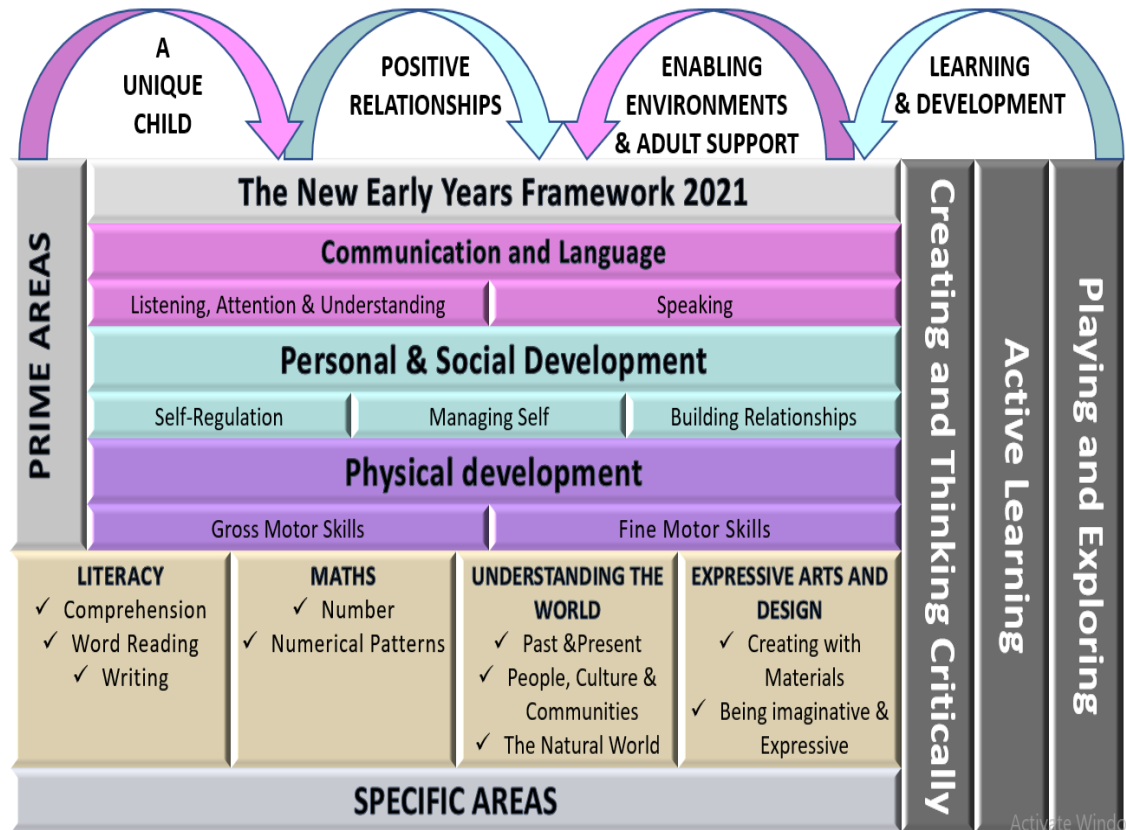 A
UNIQUE
CHILD
POSITIVE
RELATIONSHIPS
ENABLING
ENVIRONMENTS
& ADULT SUPPORT
LEARNING
& DEVELOPMENT
PRIME AREAS
The New Early Years Framework 2021
Communication and Language
Listening, Attention & Understanding
Speaking
Personal & Social Development
Self-Regulation
Managing Self
Building Relationships
Physical development
Gross Motor Skills
Fine Motor Skills
LITERACY
✓ Comprehension
✓ Word Reading
✓ Writing
MATHS
✓ Number
✓ Numerical Patterns
UNDERSTANDING THE
WORLD
✓ Past &Present
✓ People, Culture &
Communities
✓ The Natural World
EXPRESSIVE ARTS AND
DESIGN
✓ Creating with
Materials
✓ Being imaginative &
Expressive
SPECIFIC AREAS
Creating and Thinking Critically
Active Learning
Playing and Exploring
Activate Windo